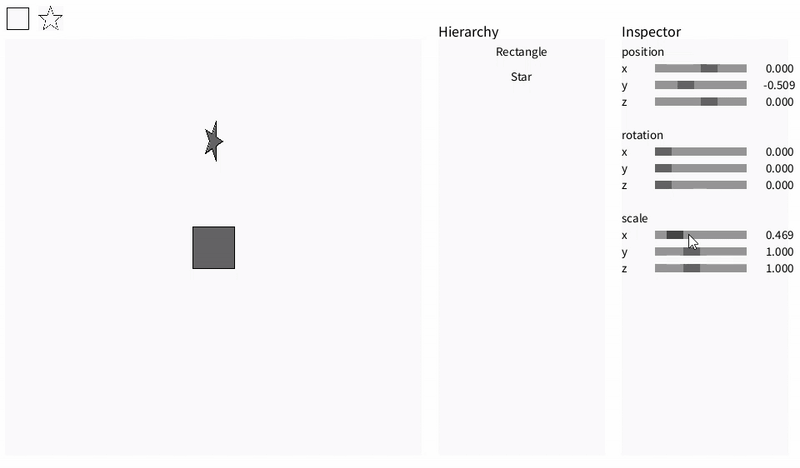 Hierarchy
Rectangle
Star
Inspector
position
x 0.000
y -0.509
z 0.000
rotation
x 0.000
y 0.000
z 0.000
scale
x 0.469
y 1.000
z 1.000